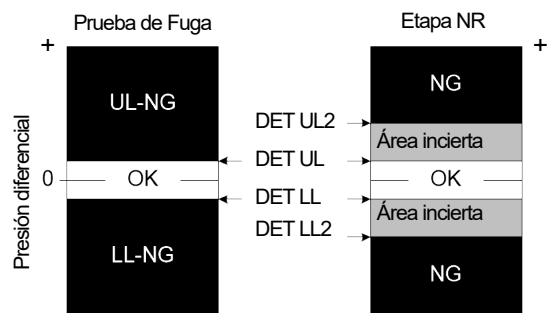 Prueba de Fuga
Etapa NR
+
+
UL-NG
NG
DET UL2
Área incierta
DET UL
Presión diferencial
0
OK
OK
DET LL
Área incierta
DET LL2
LL-NG
NG